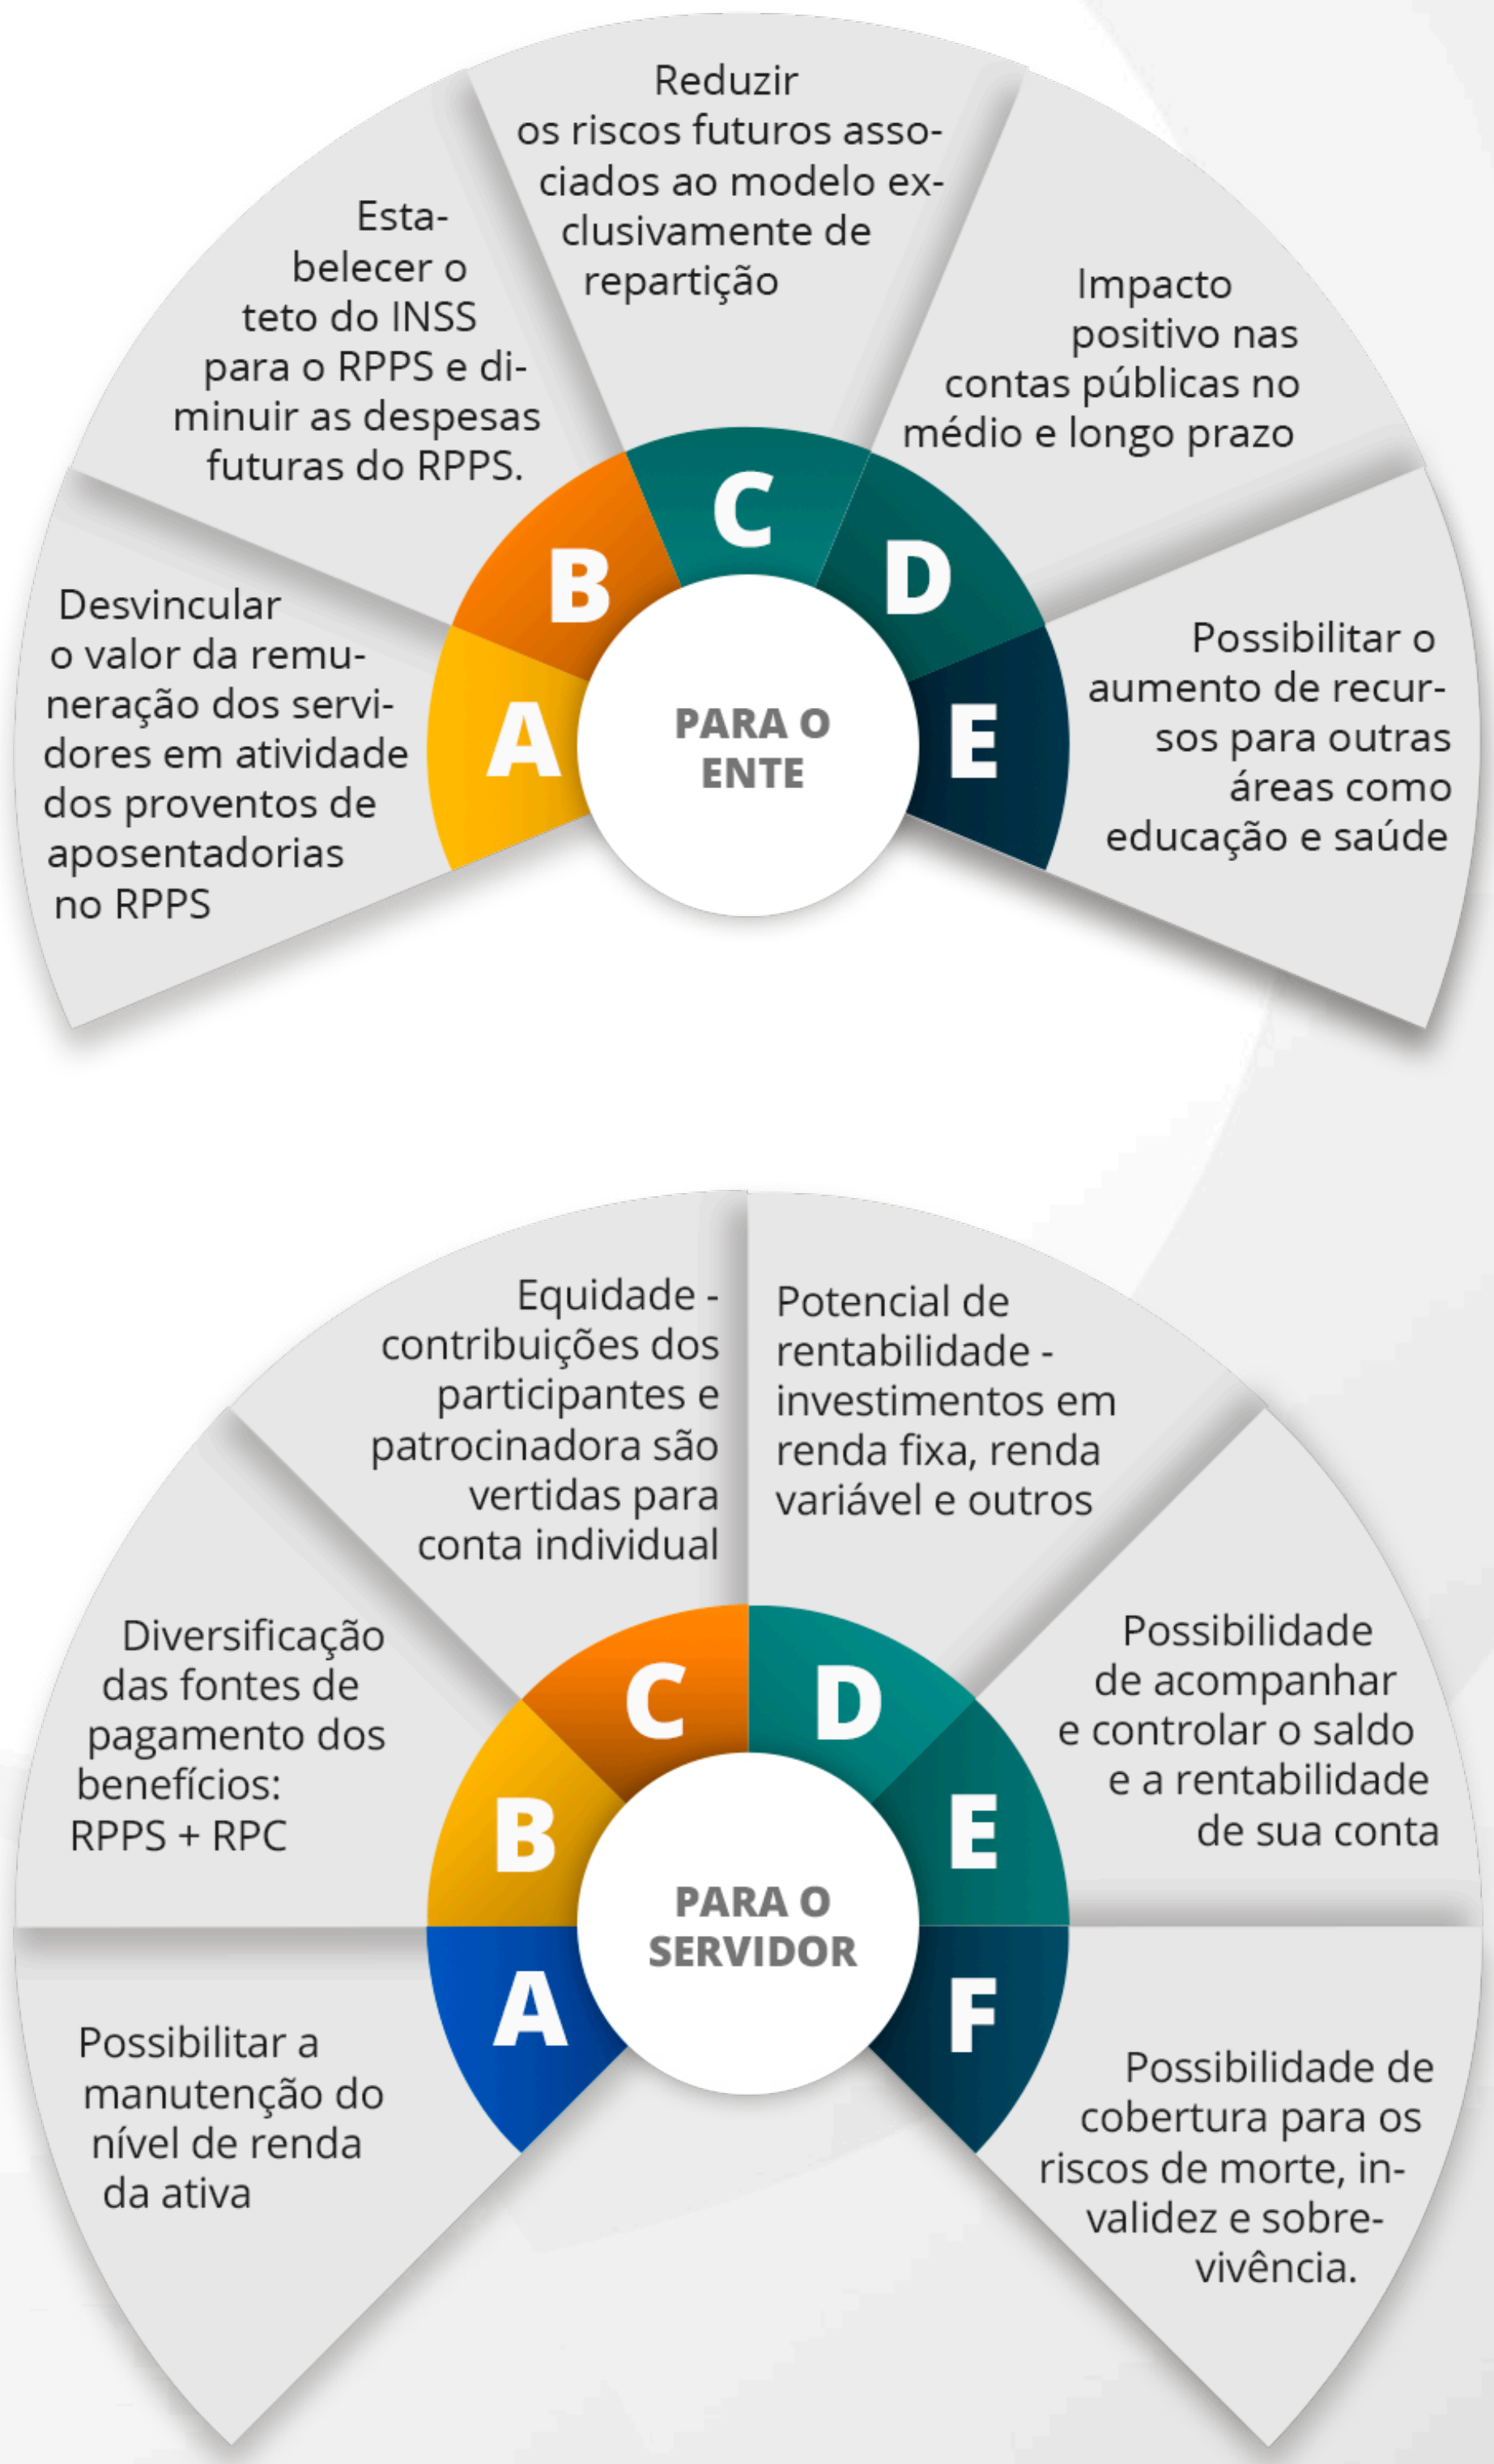 PARA O
ENTE
A
Desvincular
o valor da remu-
neração dos servi-
dores em atividade
dos proventos de
aposentadorias
no RPPS
B
Esta-
belecer o
teto do INSS
para o RPPS e di-
minuir as despesas
futuras do RPPS.
C
Reduzir
os riscos futuros asso-
ciados ao modelo ex-
clusivamente de
repartição
D
Impacto
positivo nas
contas públicas no
médio e longo prazo
E
Possibilitar o
aumento de recur-
sos para outras
áreas como
educação e saúde
PARA O
SERVIDOR
A
Possibilitar a
manutenção do
nível de renda
da ativa
B
Diversificação
das fontes de
pagamento dos
benefícios:
RPPS + RPC
C
Equidade -
contribuições dos
participantes e
patrocinadora são
vertidas para
conta individual
D
Potencial de
rentabilidade -
investimentos em
renda fixa, renda
variável e outros
E
Possibilidade
de acompanhar
e controlar o saldo
e a rentabilidade
de sua conta
F
Possibilidade de
cobertura para os
riscos de morte, in-
validez e sobre-
vivência.